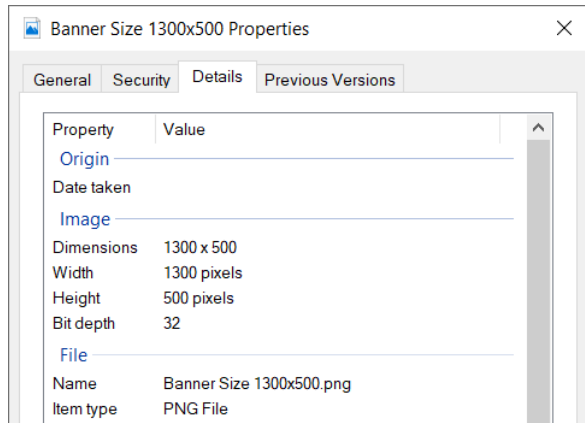 Banner Size 1300x500 Properties
General Security Details Previous Versions
Property Value
Origin
Date taken
Image
Dimensions 1300 x 500
Width 1300 pixels
Height 500 pixels
Bit depth 32
File
Name Banner Size 1300x500.png
Item type PNG File